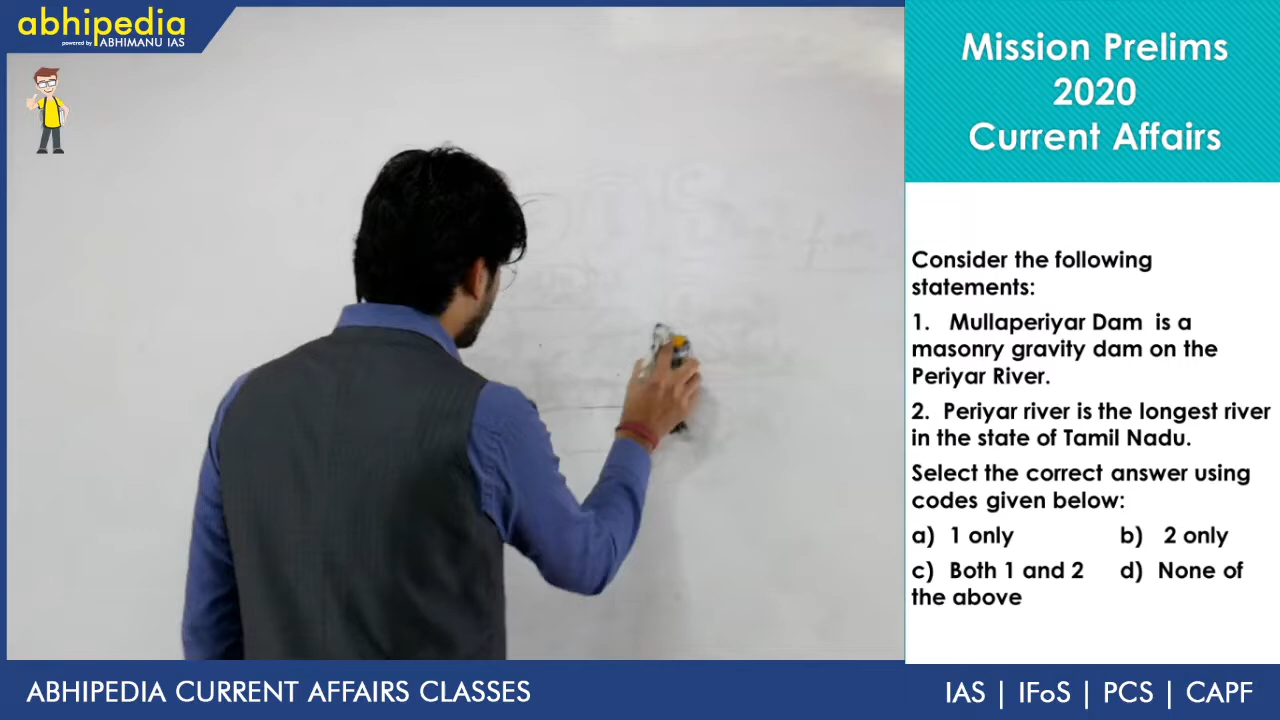 abhipedia
powered by ABHIMANU IAS
Mission Prelims
2020
Current Affairs
Consider the following
statements:
1. Mullaperiyar Dam is a
masonry gravity dam on the
Periyar River.
2. Periyar river is the longest river
in the state of Tamil Nadu.
Select the correct answer using
codes given below:
a) 1 only b) 2 only
c) Both 1 and 2 d) None of
the above
ABHIPEDIA CURRENT AFFAIRS CLASSES
IAS | IFoS | PCS | CAPF